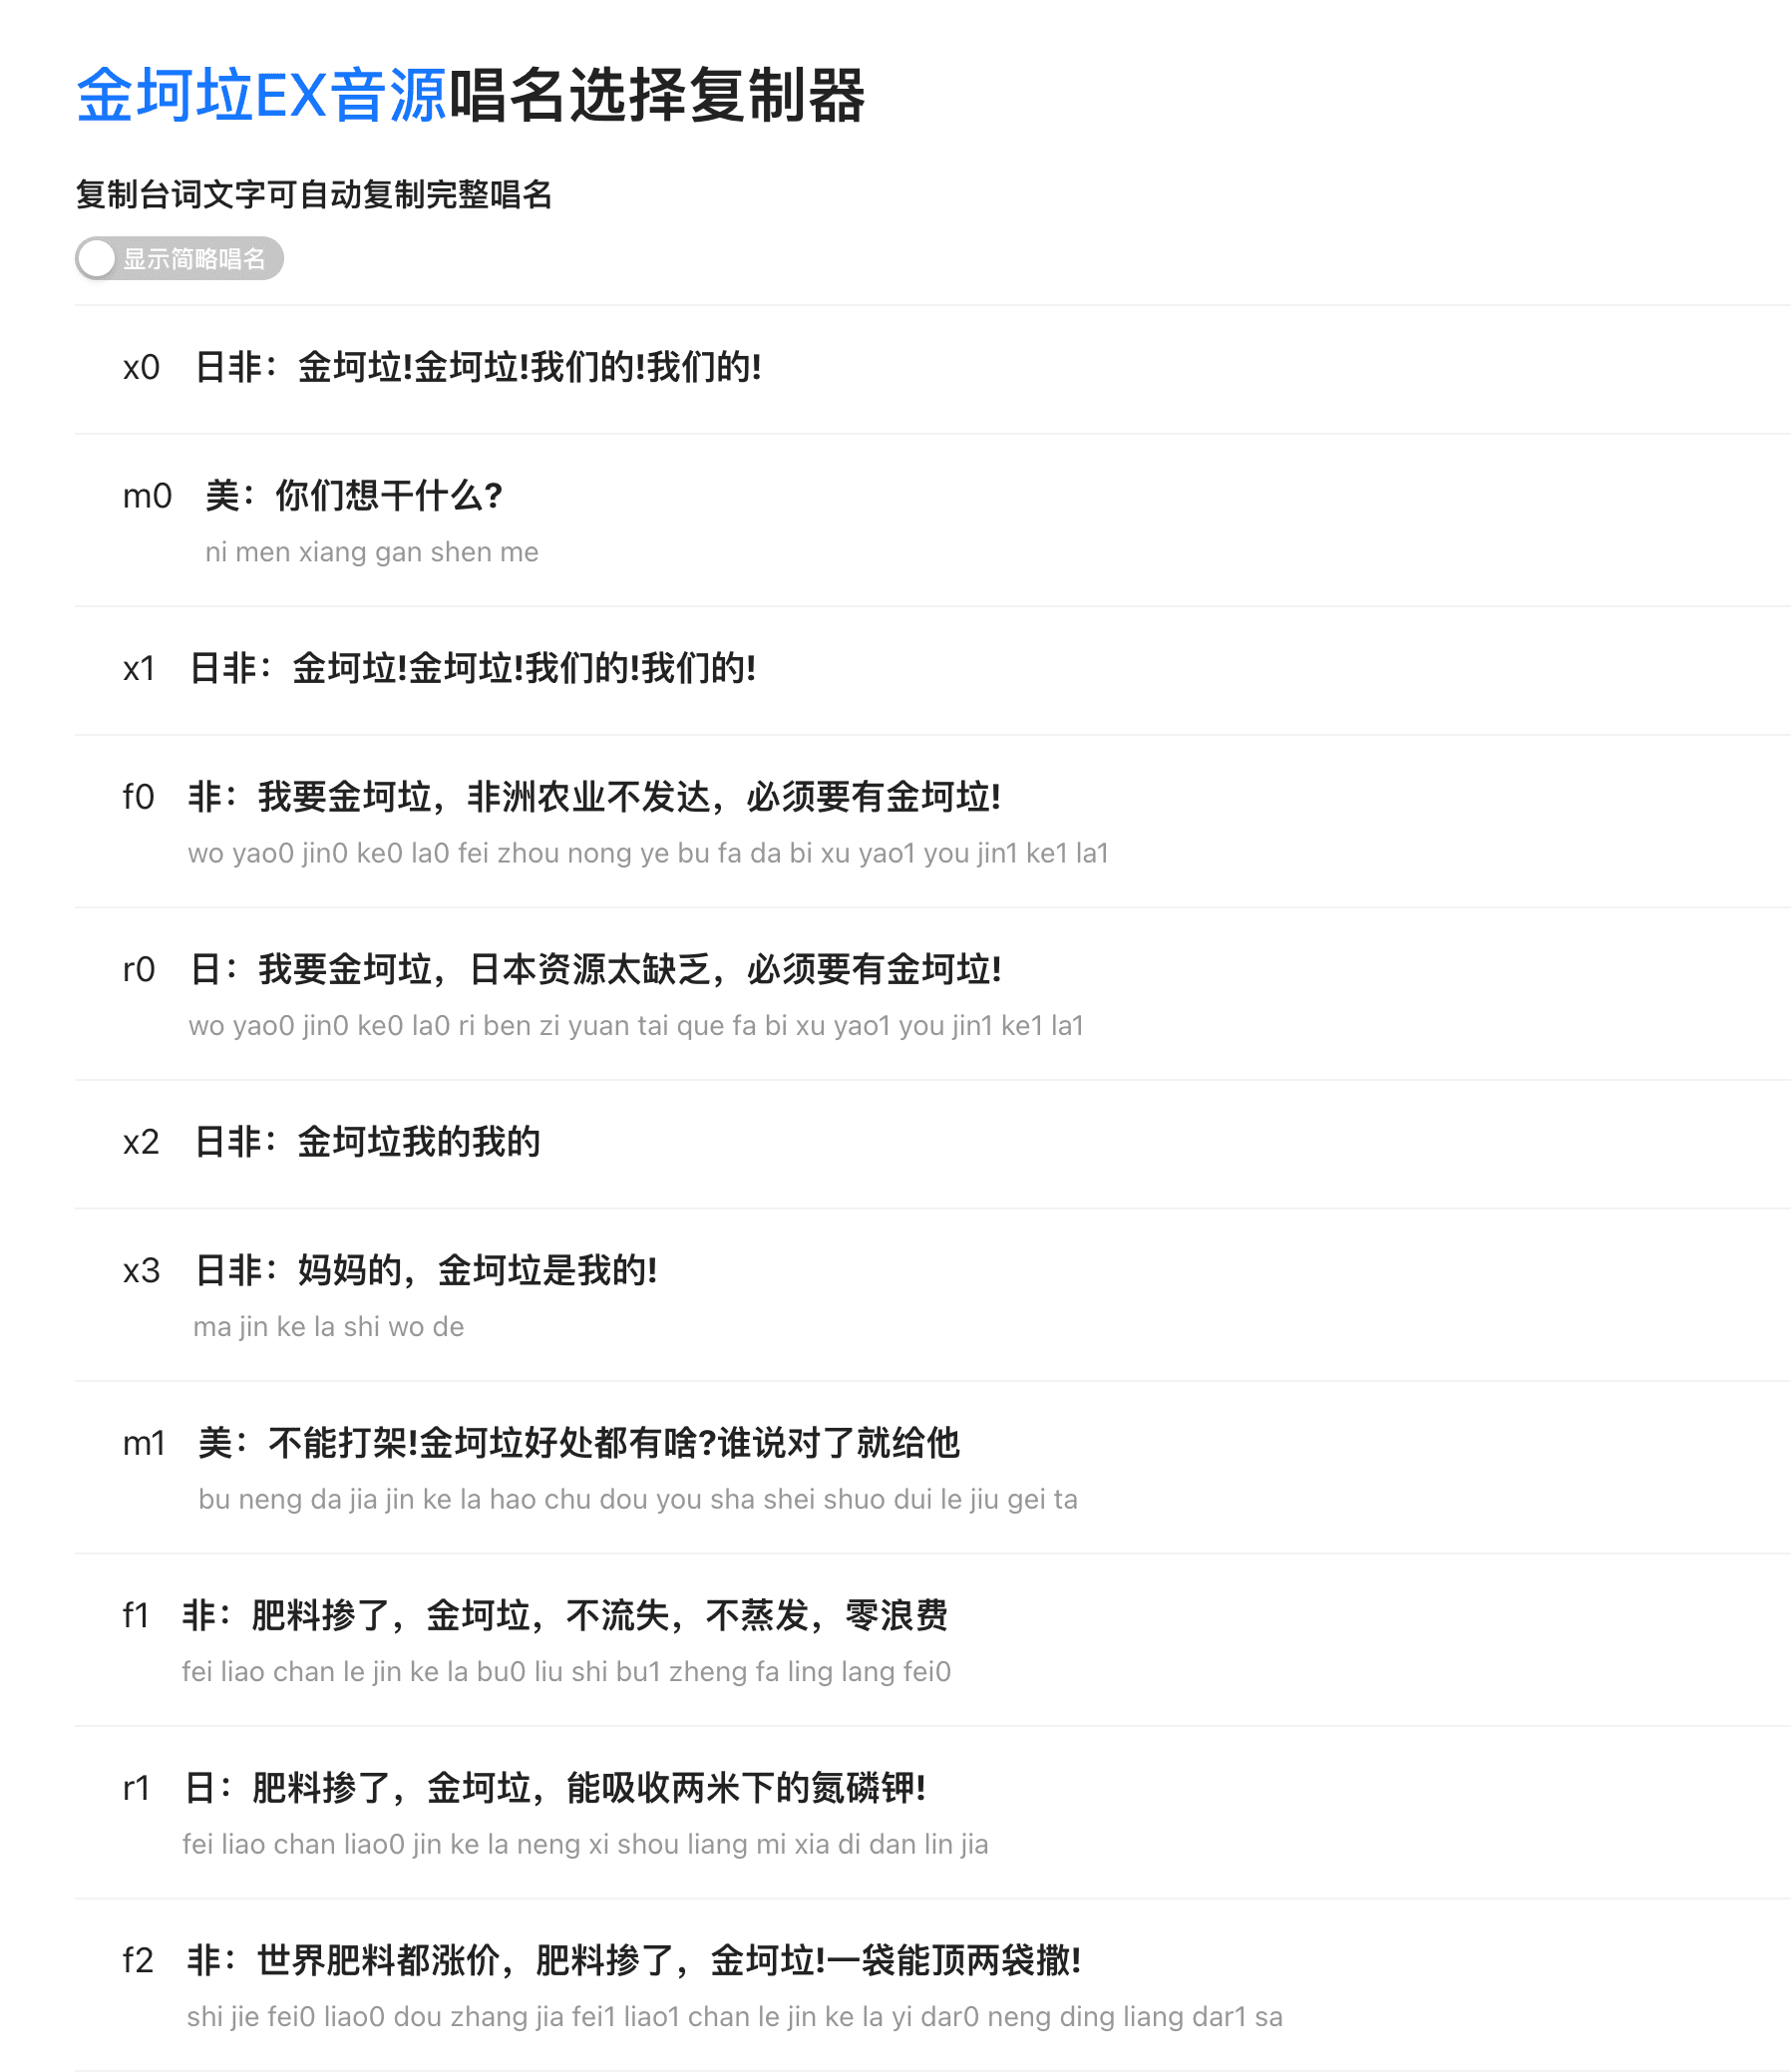 金坷垃EX音源唱名选择复制器
复制台词文字可自动复制完整唱名
显示简略唱名
x0 日非：金坷垃!金坷垃!我们的!我们的!
m0 美：你们想干什么?
ni men xiang gan shen me
x1 日非：金坷垃!金坷垃!我们的!我们的!
f0 非：我要金坷垃，非洲农业不发达，必须要有金坷垃!
wo yao0 jin0 ke0 la0 fei zhou nong ye bu fa da bi xu yao1 you jin1 ke1 la1
r0 日：我要金坷垃，日本资源太缺乏，必须要有金坷垃!
wo yao0 jin0 ke0 la0 ri ben zi yuan tai que fa bi xu yao1 you jin1 ke1 la1
x2 日非：金坷垃我的我的
x3 日非：妈妈的，金坷垃是我的!
ma jin ke la shi wo de
m1 美：不能打架!金坷垃好处都有啥?谁说对了就给他
bu neng da jia jin ke la hao chu dou you sha shei shuo dui le jiu gei ta
f1 非：肥料掺了，金坷垃，不流失，不蒸发，零浪费
fei liao chan le jin ke la bu0 liu shi bu1 zheng fa ling lang fei0
r1 日：肥料掺了，金坷垃，能吸收两米下的氮磷钾!
fei liao chan liao0 jin ke la neng xi shou liang mi xia di dan lin jia
f2 非：世界肥料都涨价，肥料掺了，金坷垃!一袋能顶两袋撒!
shi jie fei0 liao0 dou zhang jia fei1 liao1 chan le jin ke la yi dar0 neng ding liang dar1 sa